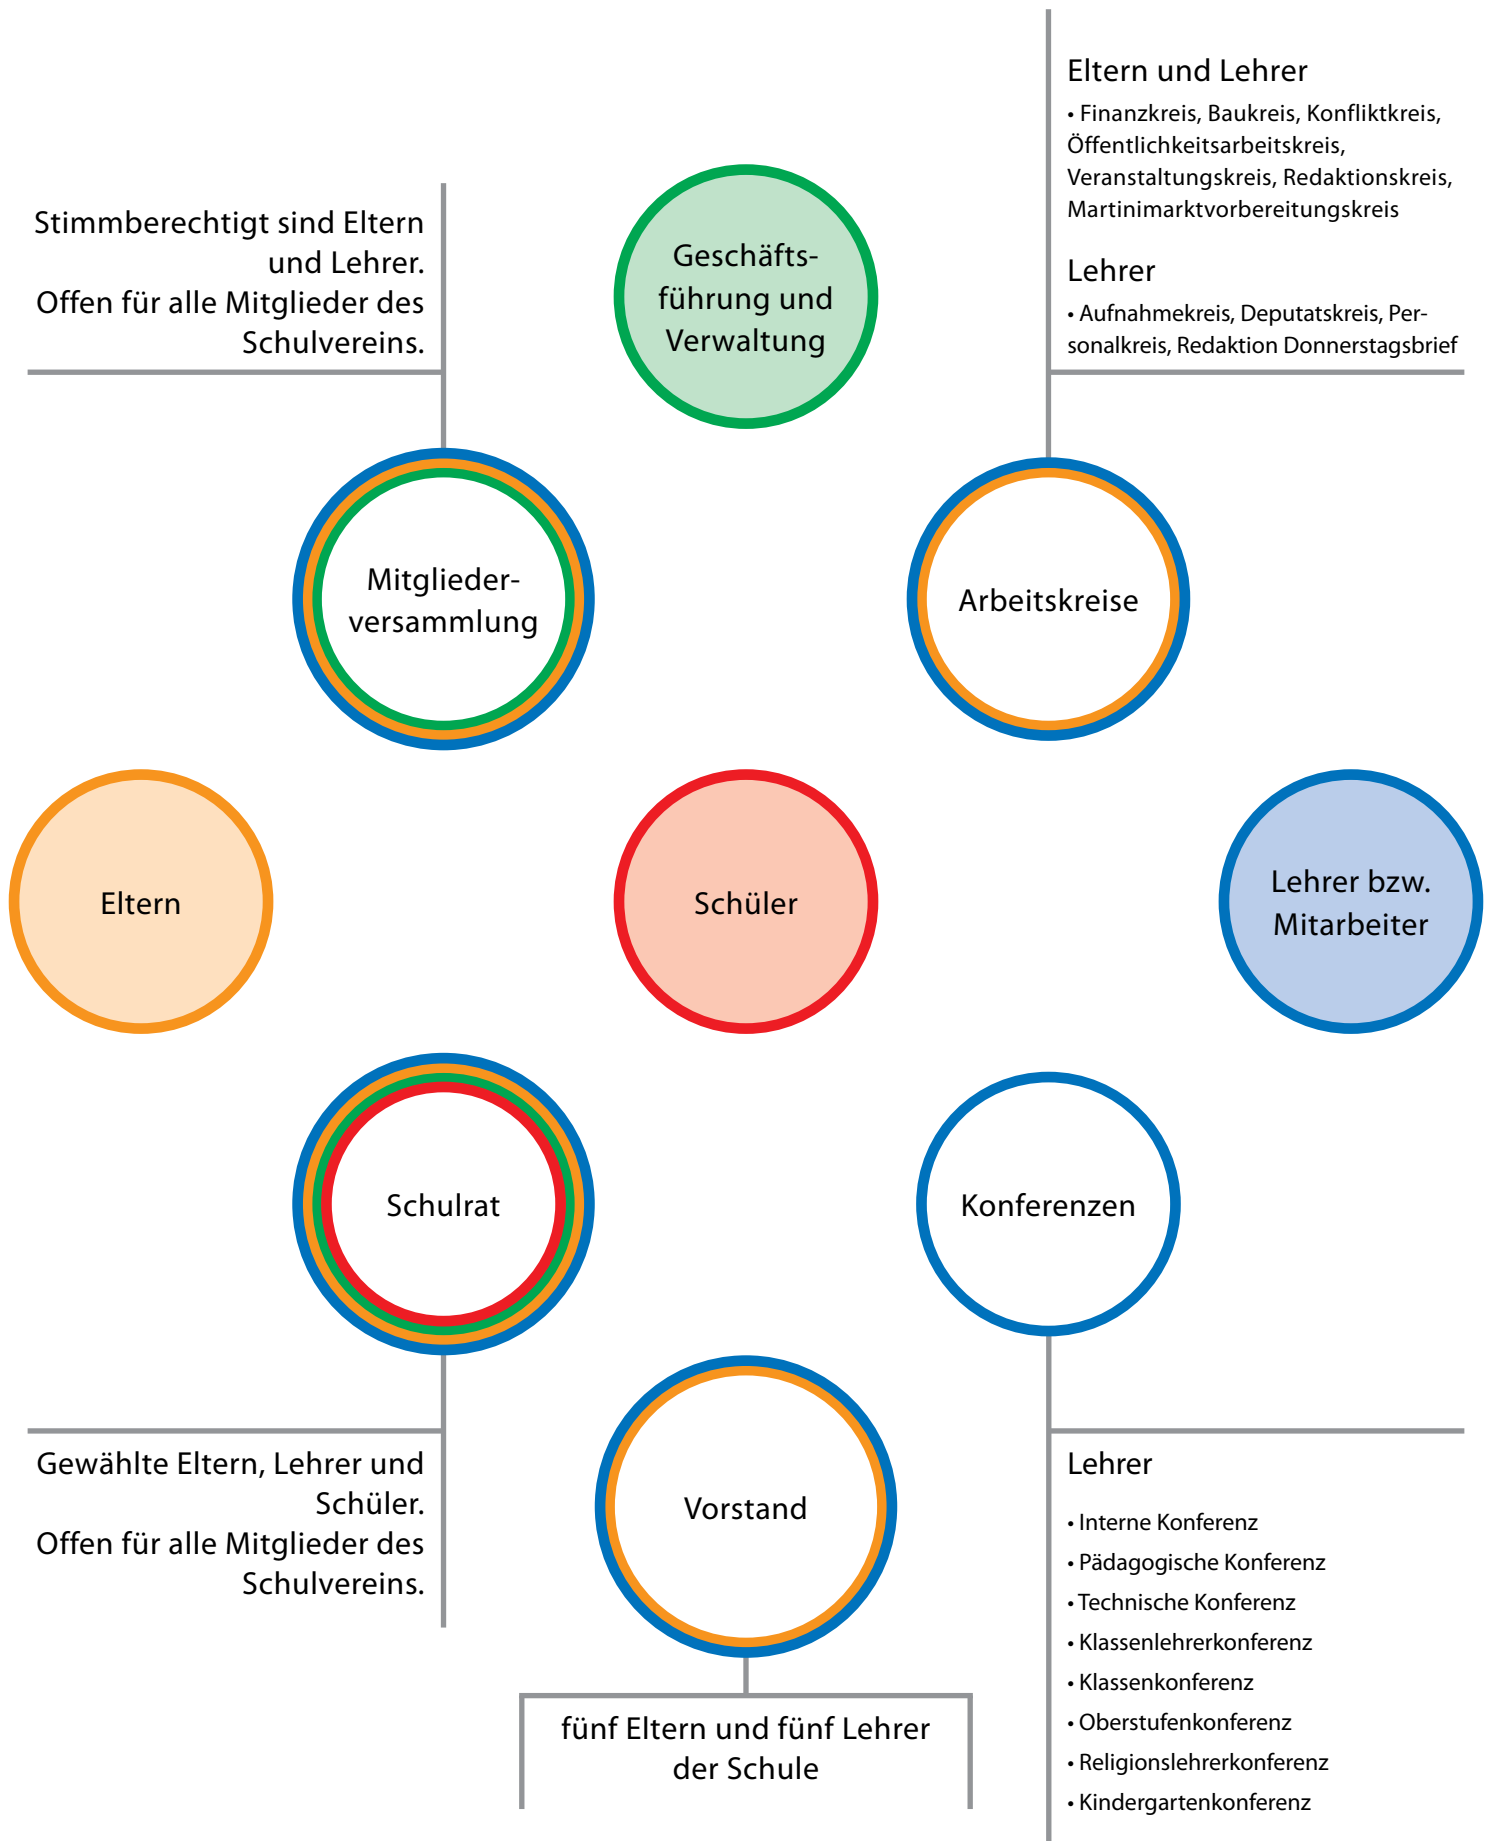 Eltern und Lehrer
• Finanzkreis, Baukreis, Konfliktkreis,
Öffentlichkeitsarbeitskreis,
Veranstaltungskreis, Redaktionskreis,
Martinimarktvorbereitungskreis
Lehrer
• Aufnahmekreis, Deputatskreis, Per-
sonalkreis, Redaktion Donnerstagsbrief
Stimmberechtigt sind Eltern
und Lehrer.
Offen für alle Mitglieder des
Schulvereins.
Geschäfts-
führung und
Verwaltung
Mitglieder-
versammlung
Arbeitskreise
Eltern
Schüler
Lehrer bzw.
Mitarbeiter
Schulrat
Konferenzen
Gewählte Eltern, Lehrer und
Schüler.
Offen für alle Mitglieder des
Schulvereins.
Vorstand
fünf Eltern und fünf Lehrer
der Schule
Lehrer
• Interne Konferenz
• Pädagogische Konferenz
• Technische Konferenz
• Klassenlehrerkonferenz
• Klassenkonferenz
• Oberstufenkonferenz
• Religionslehrerkonferenz
• Kindergartenkonferenz